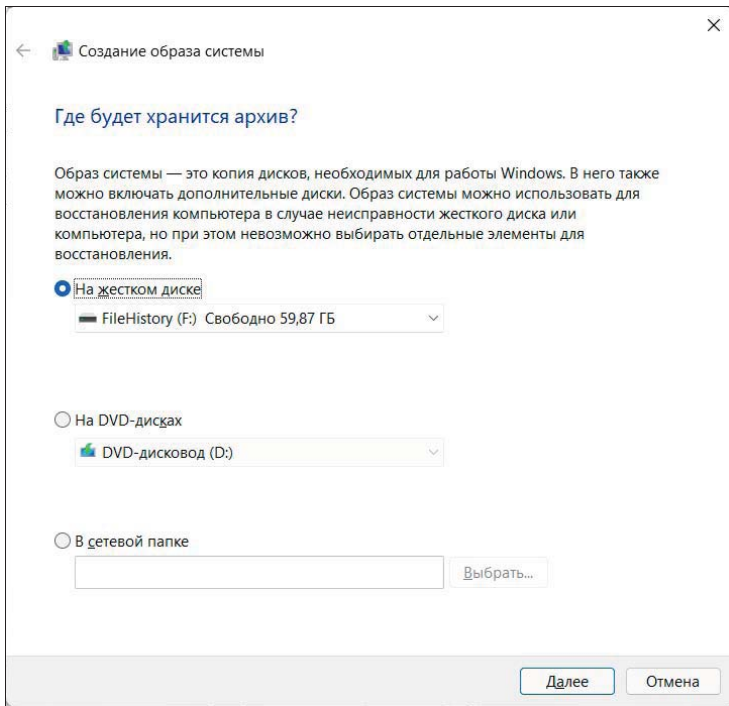 Создание образа системы
Где будет хранится архив?
Образ системы — это копия дисков, необходимых для работы Windows. В него также
можно включать дополнительные диски. Образ системы можно использовать для
восстановления компьютера в случае неисправности жесткого диска или
компьютера, но при этом невозможно выбирать отдельные элементы для
восстановления.
На жестком диске
FileHistory (F:) Свободно 59,87 ГБ
На DVD-дисках
DVD-дисковод (D:)
В сетевой папке
Выбрать...
Далее
Отмена